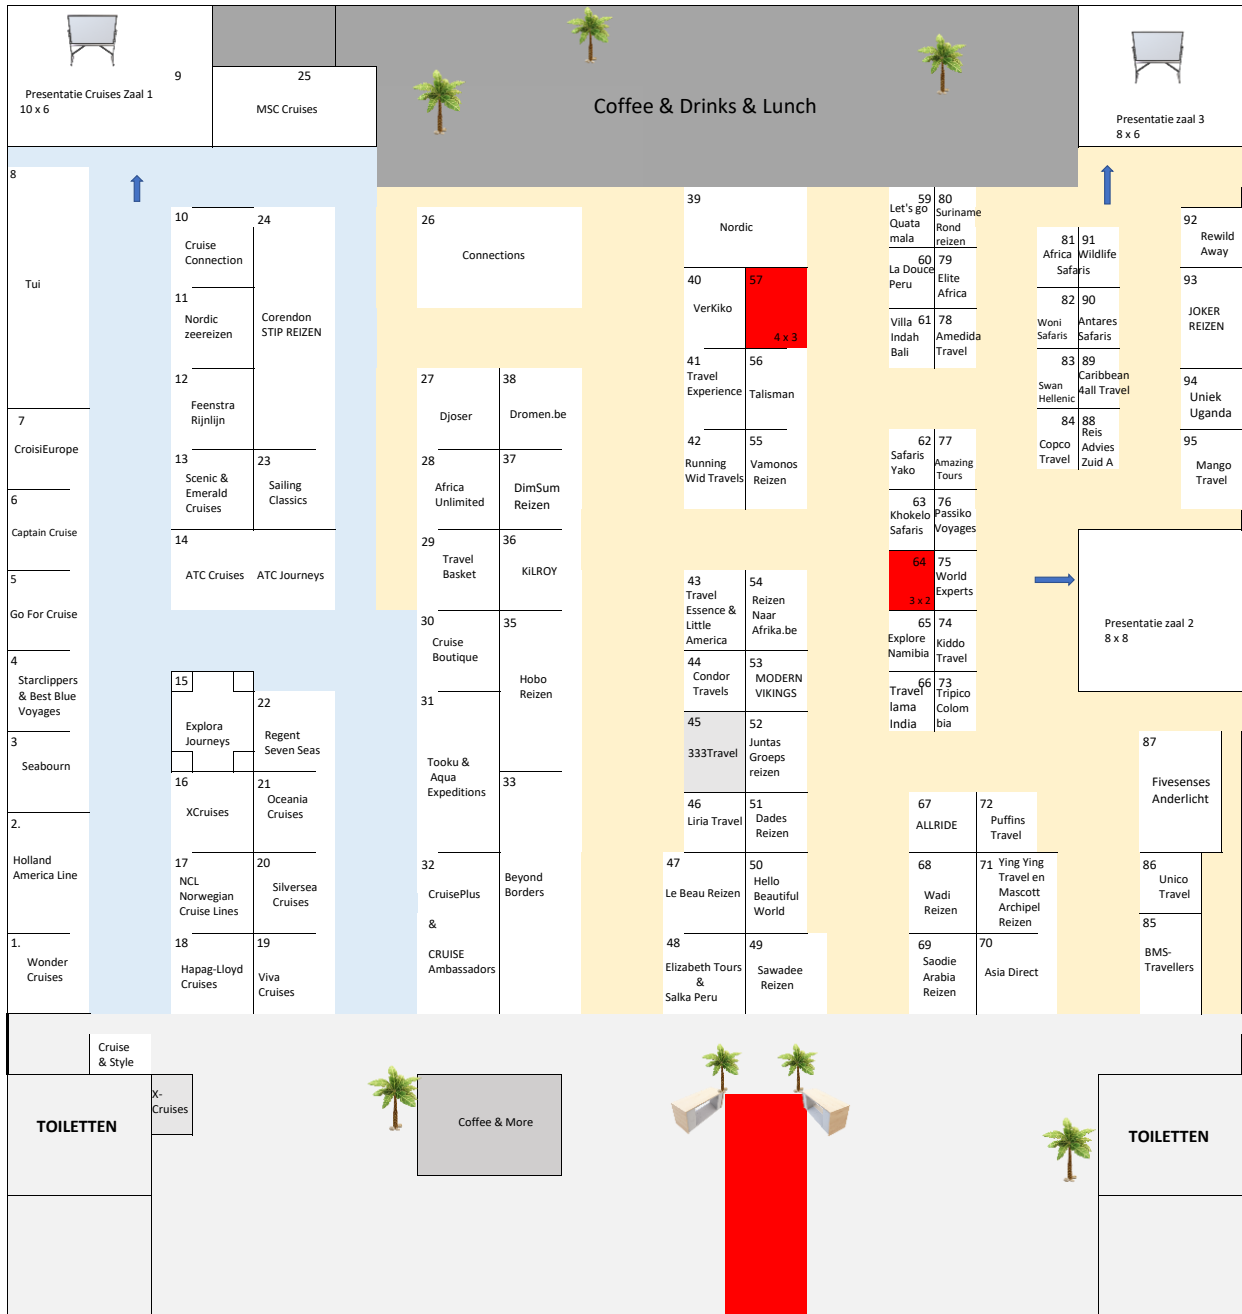 9
Presentatie Cruises Zaal 1
10 x 6
25
MSC Cruises
Coffee & Drinks & Lunch
Presentatie zaal 3
8 x 6
8
Tui
7
CroisiEurope
6
Captain Cruise
5
Go For Cruise
4
Starclippers
& Best Blue
Voyages
3
Seabourn
2.
Holland
America Line
1.
Wonder
Cruises
10
Cruise
Connection
11
Nordic
zeereizen
12
Feenstra
Rijnlijn
13
Scenic &
Emerald
Cruises
14
ATC Cruises
ATC Journeys
24
Corendon
STIP REIZEN
23
Sailing
Classics
15
Explora
Journeys
16
XCruises
17
NCL
Norwegian
Cruise Lines
18
Hapag-Lloyd
Cruises
22
Regent
Seven Seas
21
Oceania
Cruises
20
Silversea
Cruises
19
Viva
Cruises
26
Connections
27
Djoser
28
Africa
Unlimited
29
Travel
Basket
30
Cruise
Boutique
31
Tooku &
Aqua
Expeditions
32
CruisePlus
&
CRUISE
Ambassadors
38
Dromen.be
37
DimSum
Reizen
36
KiLROY
35
Hobo
Reizen
33
Beyond
Borders
39
Nordic
40
VerKiko
41
Travel
Experience
42
Running
Wid Travels
57
4 x 3
56
Talisman
55
Vamonos
Reizen
43
Travel
Essence &
Little
America
44
Condor
Travels
45
333Travel
46
Liria Travel
47
Le Beau Reizen
48
Elizabeth Tours
&
Salka Peru
54
Reizen
Naar
Afrika.be
53
MODERN
VIKINGS
52
Juntas
Groeps
reizen
51
Dades
Reizen
50
Hello
Beautiful
World
49
Sawadee
Reizen
59
Let's go
Quata
mala
60
La Douce
Peru
61
Villa
Indah
Bali
80
Suriname
Rond
reizen
79
Elite
Africa
78
Amedida
Travel
62
Safaris
Yako
63
Khokelo
Safaris
64
3 x 2
65
Explore
Namibia
66
Travel
lama
India
77
Amazing
Tours
76
Passiko
Voyages
75
World
Experts
74
Kiddo
Travel
73
Tripico
Colom
bia
67
ALLRIDE
68
Wadi
Reizen
69
Saodie
Arabia
Reizen
72
Puffins
Travel
71
Ying Ying
Travel en
Mascott
Archipel
Reizen
70
Asia Direct
81
Africa
Safaris
91
Wildlife
82
Woni
Safaris
90
Antares
Safaris
83
Swan
Hellenic
89
Caribbean
4all Travel
84
Copco
Travel
88
Reis
Advies
Zuid A
92
Rewild
Away
93
JOKER
REIZEN
94
Uniek
Uganda
95
Mango
Travel
Presentatie zaal 2
8 x 8
87
Fivesenses
Anderlicht
86
Unico
Travel
85
BMS-
Travellers
Cruise
& Style
X-
Cruises
TOILETTEN
Coffee & More
TOILETTEN